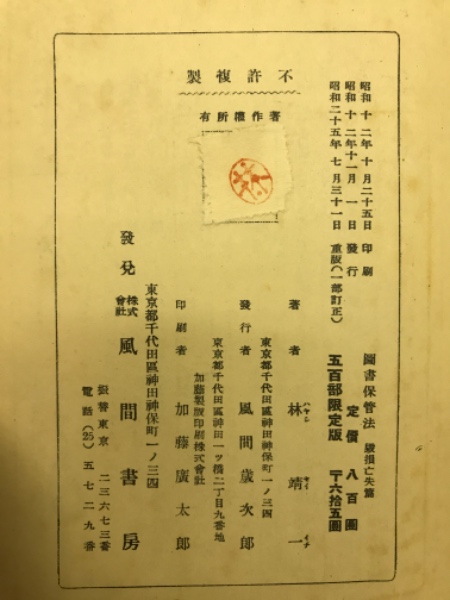 昭和十二年十月二十五日 印刷
昭和十二年十一月一日 發行
昭和二十五年七月三十一日 重版(一部訂正)
圖書保管法 毀損亡失篇
定價 八百圓
五百部限定版 〒六拾五圓
不許複製
著作權所有
著者 林靖一
ハヤシ セイ イチ
東京都千代田區神田神保町一ノ三四
發行者 風間歲次郎
東京都千代田區神田一ツ橋二丁目九番地
加藤製版印刷株式會社
印刷者 加藤廣太郎
東京都千代田區神田神保町一ノ三四
發兌 株式會社 風間書房
振替東京 二三六七三番
電話(25)五七二九番